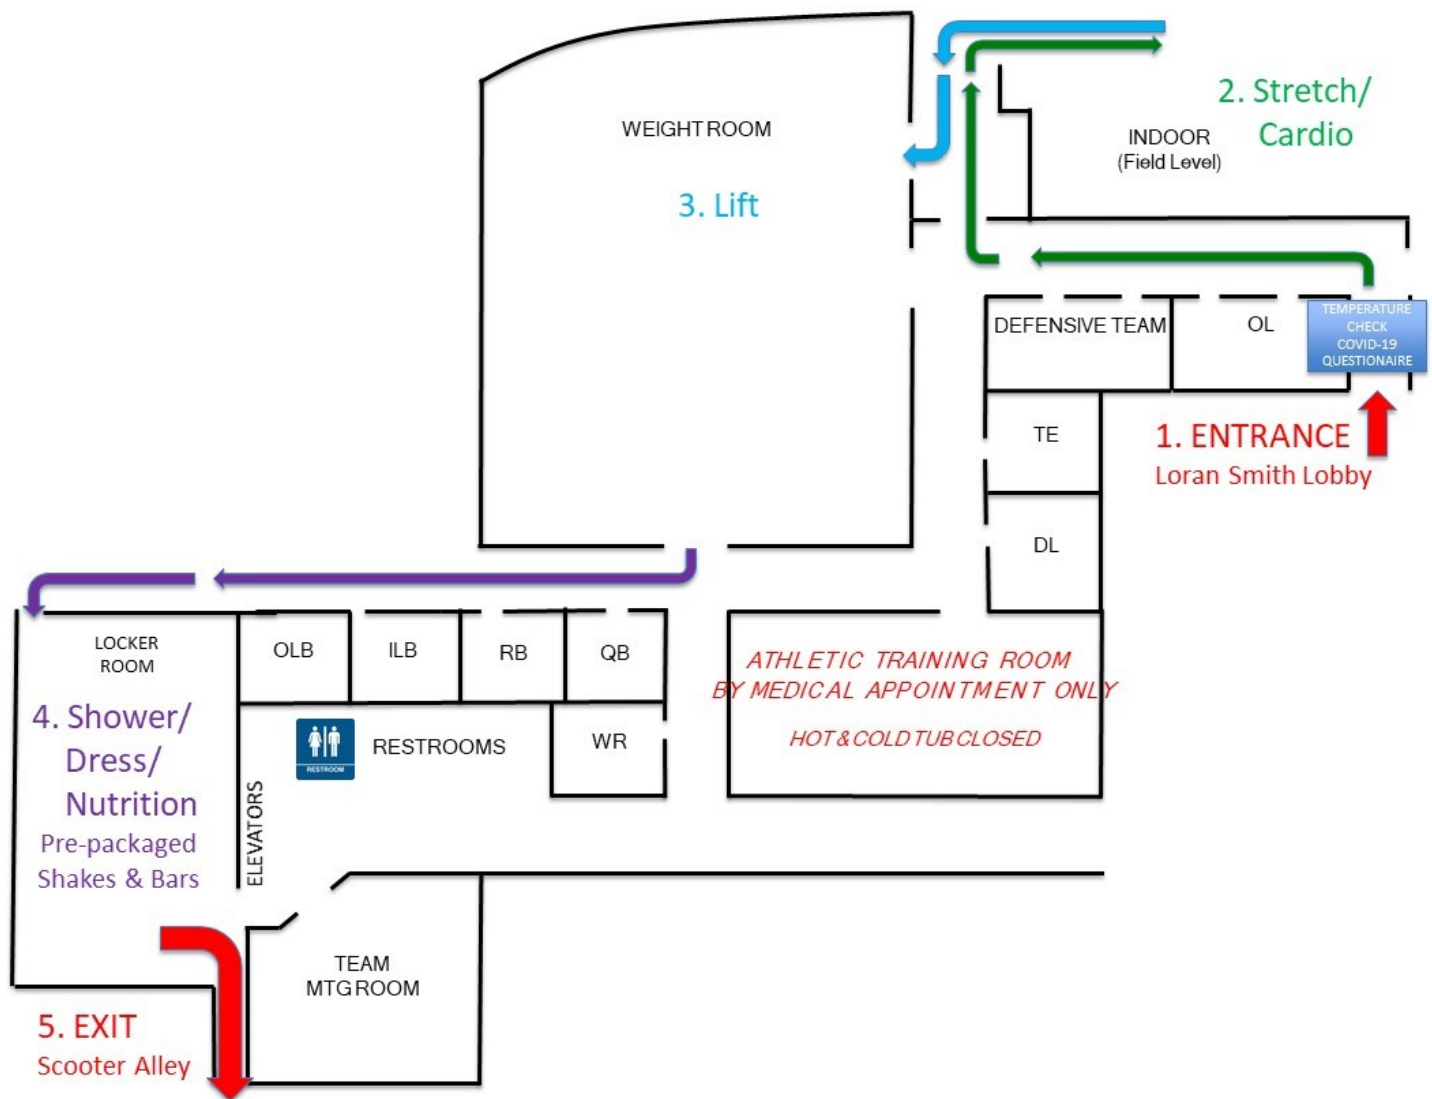 WEIGHT ROOM
3. Lift
2. Stretch/
Cardio
INDOOR
(Field Level)
DEFENSIVE TEAM
OL
TEMPERATURE
CHECK
COVID-19
QUESTIONAIRE
TE
1. ENTRANCE
Loran Smith Lobby
DL
LOCKER
ROOM
OLB
ILB
RB
QB
ATHLETIC TRAINING ROOM
BY MEDICAL APPOINTMENT ONLY
HOT & COLD TUB CLOSED
4. Shower/
Dress/
Nutrition
Pre-packaged
Shakes & Bars
RESTROOM
RESTROOMS
WR
ELEVATORS
TEAM
MTG ROOM
5. EXIT
Scooter Alley